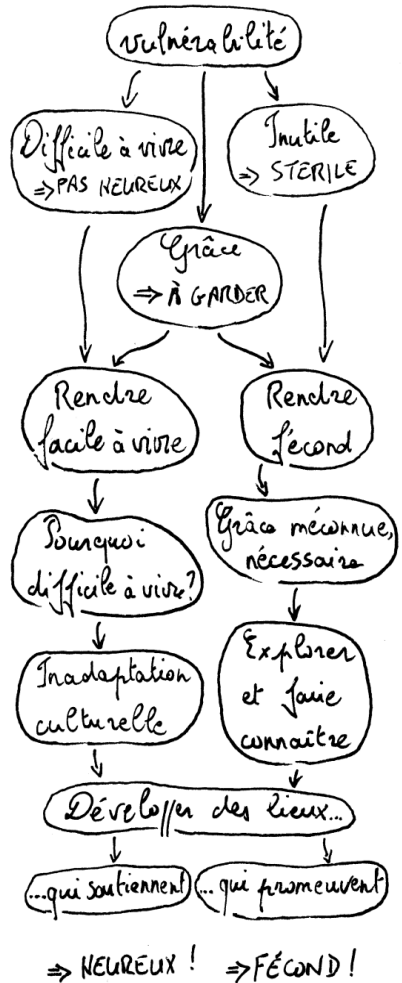 vulnérabilité
Difficile à vivre
⇒ PAS HEUREUX
Inutile
⇒ STÉRILE
Grâce
⇒ À GARDER
Rendre
facile à vivre
Rendre
fécond
Pourquoi
difficile à vivre?
Grâce méconnue,
nécessaire
Inadaptation
culturelle
Explorer
et faire
connaître
Développer des lieux...
...qui soutiennent
...qui promeuvent
⇒ HEUREUX !
⇒ FÉCOND !